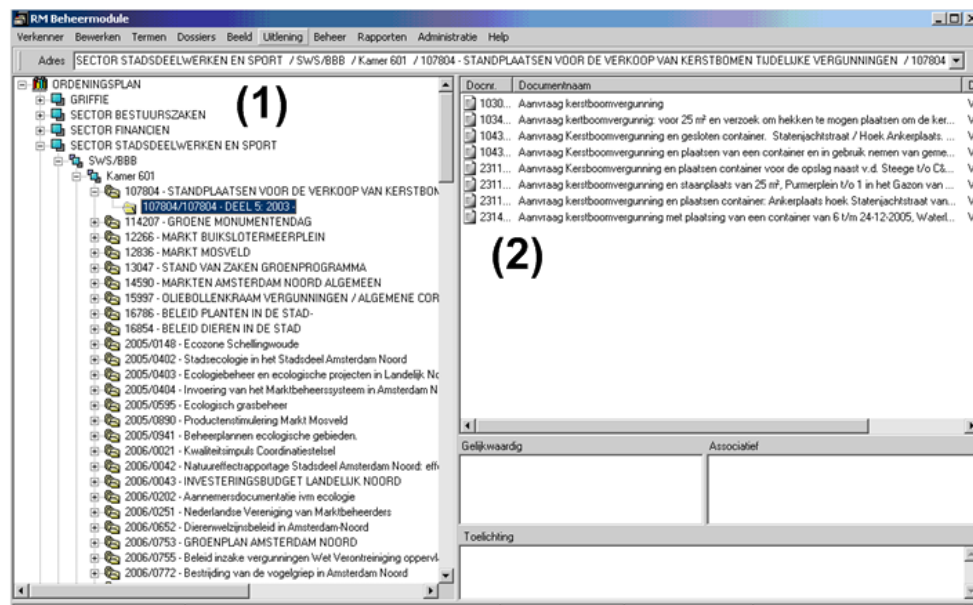 RM Beheermodule
Verkenner Bewerken Termen Dossiers Beeld Uitlening Beheer Rapporten Administratie Help
Adres SECTOR STADSDEELWERKEN EN SPORT / SWS/BBB / Kamer 601 / 107804 - STANDPLAATSEN VOOR DE VERKOOP VAN KERSTBOMEN TIJDELIJKE VERGUNNINGEN / 107804
ORDENINGSPLAN
GRIFFIE
SECTOR BESTUURSZAKEN
SECTOR FINANCIEN
SECTOR STADSDEELWERKEN EN SPORT
SWS/BBB
Kamer 601
107804 - STANDPLAATSEN VOOR DE VERKOOP VAN KERSTBON
107804/107804 - DEEL 5: 2003 -
114207 - GROENE MONUMENTENDAG
12266 - MARKT BUIKSLOTERMEERPLEIN
12836 - MARKT MOSVELD
13047 - STAND VAN ZAKEN GROENPROGRAMMA
14590 - MARKTEN AMSTERDAM NOORD ALGEMEEN
15997 - OLIEBOLLENKRAAM VERGUNNINGEN / ALGEMENE COR
16786 - BELEID PLANTEN IN DE STAD-
16854 - BELEID DIEREN IN DE STAD
2005/0148 - Ecozone Schellingwoude
2005/0402 - Stadsecologie in het Stadsdeel Amsterdam Noord
2005/0403 - Ecologiebeheer en ecologische projecten in Landelijk Nc
2005/0404 - Invoering van het Marktbeheerssysteem in Amsterdam N
2005/0595 - Ecologisch grasbeheer
2005/0890 - Productenstimulering Markt Mosveld
2005/0941 - Beheerplannen ecologische gebieden.
2006/0021 - Kwaliteitsimpuls Coordinatiestelsel
2006/0042 - Natuureffectrapportage Stadsdeel Amsterdam Noord: effe
2006/0043 - INVESTERINGSBUDGET LANDELIJK NOORD
2006/0202 - Aannemersdocumentatie ivm ecologie
2006/0251 - Nederlandse Vereniging van Marktbeheerders
2006/0652 - Dierenwelzijnsbeleid in Amsterdam-Noord
2006/0753 - GROENPLAN AMSTERDAM NOORD
2006/0755 - Beleid inzake vergunningen Wet Verontreiniging oppervl
2006/0772 - Bestrijding van de vogelgriep in Amsterdam Noord
(1)
Docnr. Documentnaam
1030... Aanvraag kerstboomvergunning
1034... Aanvraag kertboomvergunnig: voor 25 m² en verzoek om hekken te mogen plaatsen om de ker...
1043... Aanvraag Kerstboomvergunning en gesloten container. Statenjachtstraat / Hoek Ankerplaats. ...
1043... Aanvraag Kerstboomvergunning en plaatsen van een container en in gebruik nemen van geme...
2311... Aanvraag Kersboomvergunning en plaatsen container voor de opslag naast v.d. Steege t/o C&...
2311... Aanvraag kerstboomvergunning en staanplaats van 25 m², Purmerplein t/o 1 in het Gazon van ...
2311... Aanvraag kerstboomvergunning en plaatsen container: Ankerplaats hoek Statenjachtstraat van...
2314... Aanvraag kerstboomvergunning met plaatsing van een container van 6 t/m 24-12-2005, Waterl...
(2)
Gelijkwaardig Associatief
Toelichting